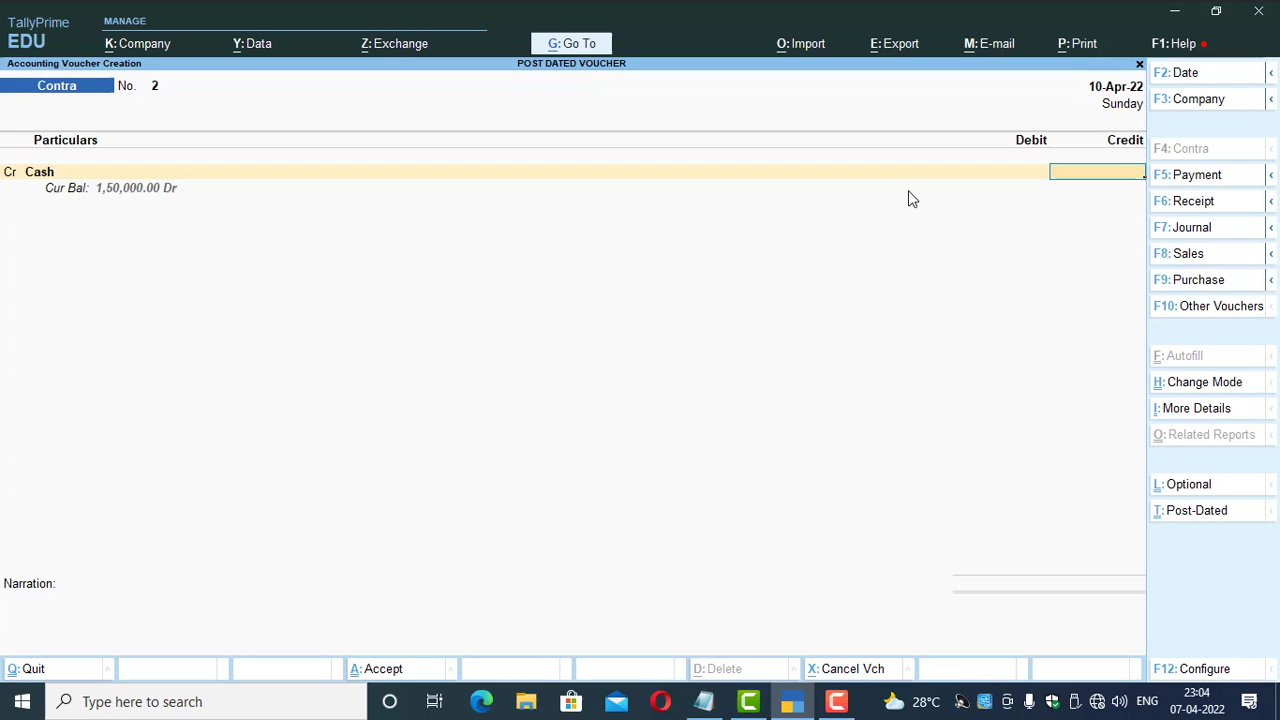 TallyPrime
MANAGE
EDU
K: Company
Y: Data
Z: Exchange
G: Go To
O: Import
E: Export
M: E-mail
P: Print
F1: Help
Accounting Voucher Creation
POST DATED VOUCHER
Contra
No. 2
10-Apr-22
Sunday
Particulars
Debit
Credit
Cr Cash
Cur Bal: 1,50,000.00 Dr
Narration:
F2: Date
F3: Company
F4: Contra
F5: Payment
F6: Receipt
F7: Journal
F8: Sales
F9: Purchase
F10: Other Vouchers
F: Autofill
H: Change Mode
I: More Details
O: Related Reports
L: Optional
T: Post-Dated
Q: Quit
A: Accept
D: Delete
X: Cancel Vch
F12: Configure
Type here to search
28°C
ENG
23:04
07-04-2022